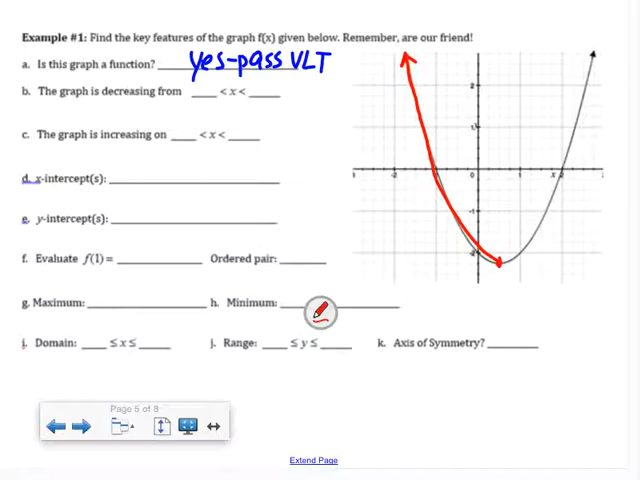 Example #1: Find the key features of the graph f(x) given below. Remember, are our friend!
a. Is this graph a function? yes-pass VLT
b. The graph is decreasing from ____ < x < ____
c. The graph is increasing on ____ < x < ____
d. x-intercept(s): ____
e. y-intercept(s): ____
f. Evaluate f(1) = ____ Ordered pair: ____
g. Maximum: ____ h. Minimum: ____
i. Domain: ____ ≤ x ≤ ____ j. Range: ____ ≤ y ≤ ____ k. Axis of Symmetry? ____
2
1
-2 -1 0 1 x 2
-1
-2
Page 5 of 8
Extend Page